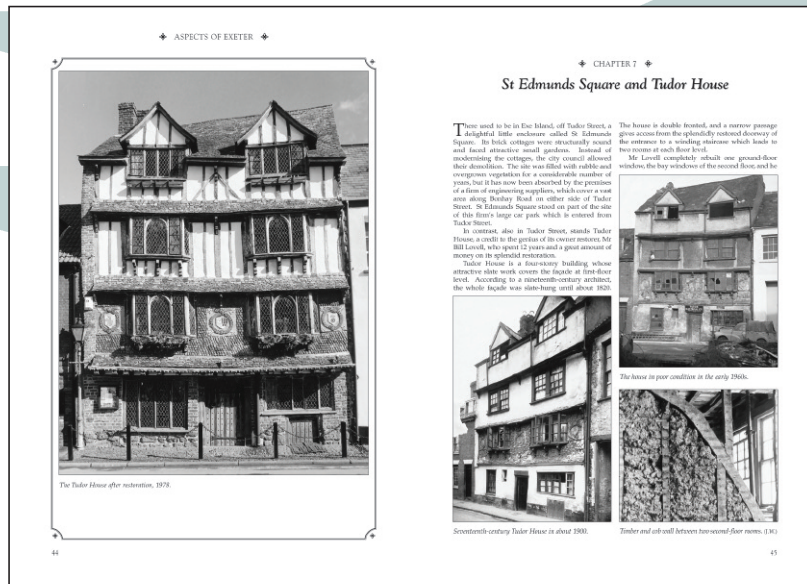 ASPECTS OF EXETER
The Tudor House after restoration, 1978.
44
CHAPTER 7
St Edmunds Square and Tudor House
There used to be in Exe Island, off Tudor Street, a
delightful little enclosure called St Edmunds
Square. Its brick cottages were structurally sound
and faced attractive small gardens. Instead of
modernising the cottages, the city council allowed
their demolition. The site was filled with rubble and
overgrown vegetation for a considerable number of
years, but it has now been absorbed by the premises
of a firm of engineering suppliers, which cover a vast
area along Bonhay Road on either side of Tudor
Street. St Edmunds Square stood on part of the site
of this firm's large car park which is entered from
Tudor Street.
In contrast, also in Tudor Street, stands Tudor
House, a credit to the genius of its owner restorer, Mr
Bill Lovell, who spent 12 years and a great amount of
money on its splendid restoration.
Tudor House is a four-storey building whose
attractive slate work covers the façade at first-floor
level. According to a nineteenth-century architect,
the whole façade was slate-hung until about 1820.
Seventeenth-century Tudor House in about 1900.
The house is double fronted, and a narrow passage
gives access from the splendidly restored doorway of
the entrance to a winding staircase which leads to
two rooms at each floor level.
Mr Lovell completely rebuilt one ground-floor
window, the bay windows of the second floor, and he
The house in poor condition in the early 1960s.
Timber and cob wall between two second-floor rooms. (J.W.)
45